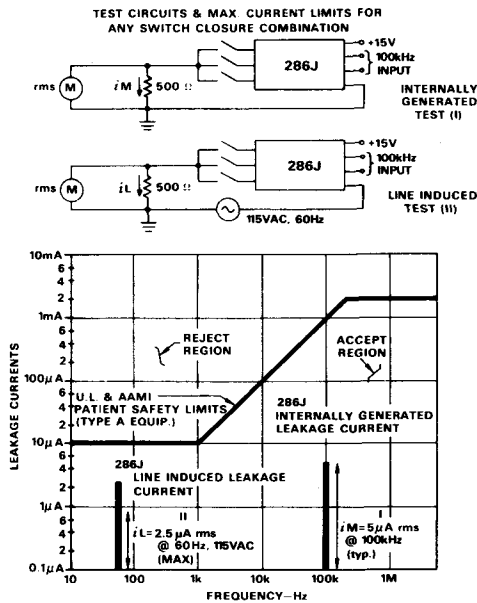 TEST CIRCUITS & MAX. CURRENT LIMITS FOR
ANY SWITCH CLOSURE COMBINATION
+15V
100kHz
INPUT
286J
rms
M
iM
500 Ω
INTERNALLY
GENERATED
TEST (I)
+15V
100kHz
INPUT
286J
rms
M
iL
500 Ω
LINE INDUCED
TEST (II)
115VAC, 60Hz
10mA
6
4
2
1mA
6
4
2
100μA
6
4
2
10μA
6
4
2
1μA
6
4
2
0.1μA
LEAKAGE CURRENTS
REJECT
REGION
ACCEPT
REGION
U.L. & AAMI
PATIENT SAFETY LIMITS
(TYPE A EQUIP.)
286J
INTERNALLY GENERATED
LEAKAGE CURRENT
286J
LINE INDUCED LEAKAGE
CURRENT
II
iL=2.5μA rms
@ 60Hz, 115VAC
(MAX)
I
iM=5μA rms
@ 100kHz
(typ.)
10
100
1k
10k
100k
1M
FREQUENCY–Hz